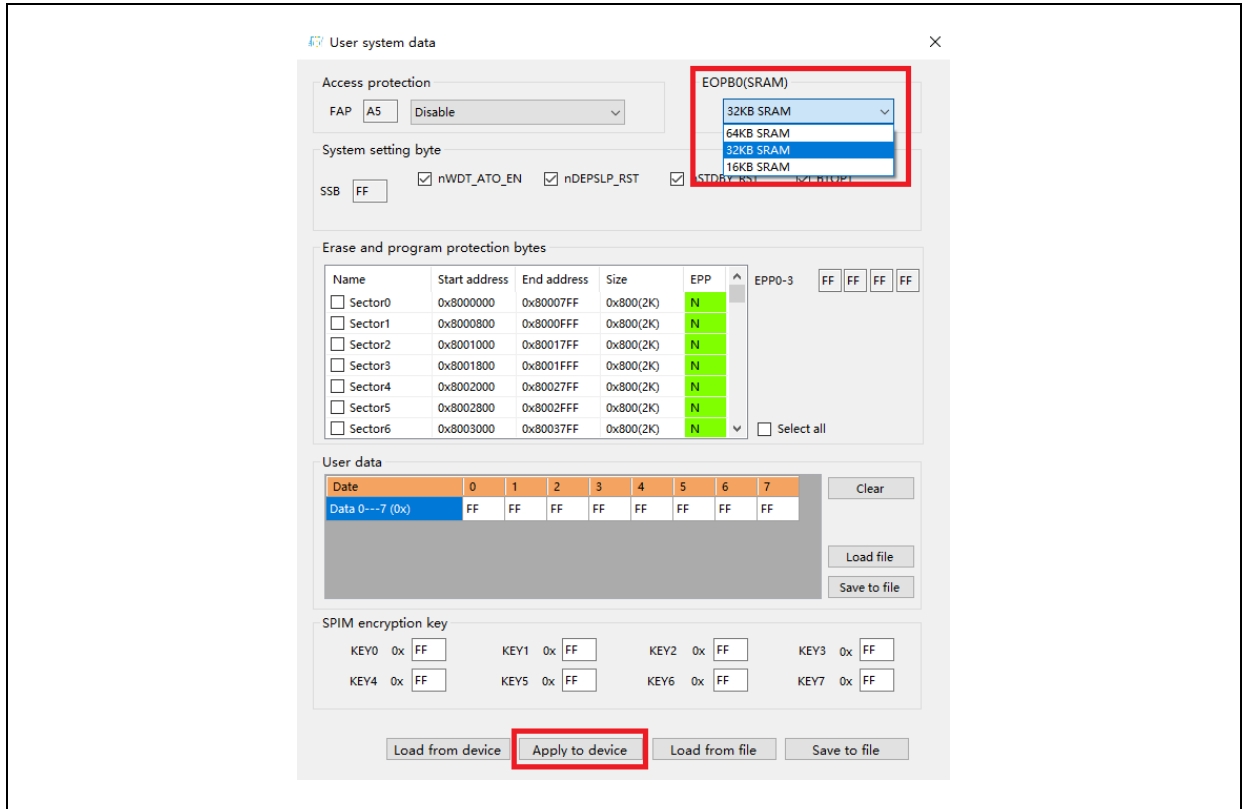 User system data
Access protection
FAP A5 Disable
EOPB0(SRAM)
32KB SRAM
64KB SRAM
32KB SRAM
16KB SRAM
System setting byte
SSB FF nWDT_ATO_EN nDEPSLP_RST nSTDBY_RST BTOPT
Erase and program protection bytes
Name Start address End address Size EPP EPP0-3 FF FF FF FF
Sector0 0x8000000 0x80007FF 0x800(2K) N
Sector1 0x8000800 0x8000FFF 0x800(2K) N
Sector2 0x8001000 0x80017FF 0x800(2K) N
Sector3 0x8001800 0x8001FFF 0x800(2K) N
Sector4 0x8002000 0x80027FF 0x800(2K) N
Sector5 0x8002800 0x8002FFF 0x800(2K) N
Sector6 0x8003000 0x80037FF 0x800(2K) N Select all
User data
Date 0 1 2 3 4 5 6 7 Clear
Data 0---7 (0x) FF FF FF FF FF FF FF FF
Load file
Save to file
SPIM encryption key
KEY0 0x FF KEY1 0x FF KEY2 0x FF KEY3 0x FF
KEY4 0x FF KEY5 0x FF KEY6 0x FF KEY7 0x FF
Load from device Apply to device Load from file Save to file